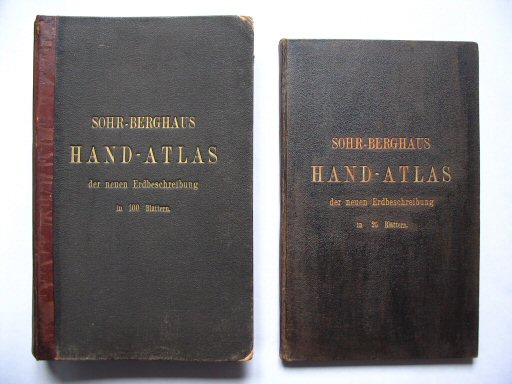 SOHR-BERGHAUS
HAND-ATLAS
der neuen Erdbeschreibung
in 100 Blättern.
SOHR-BERGHAUS
HAND-ATLAS
der neuen Erdbeschreibung
in 25 Blättern.